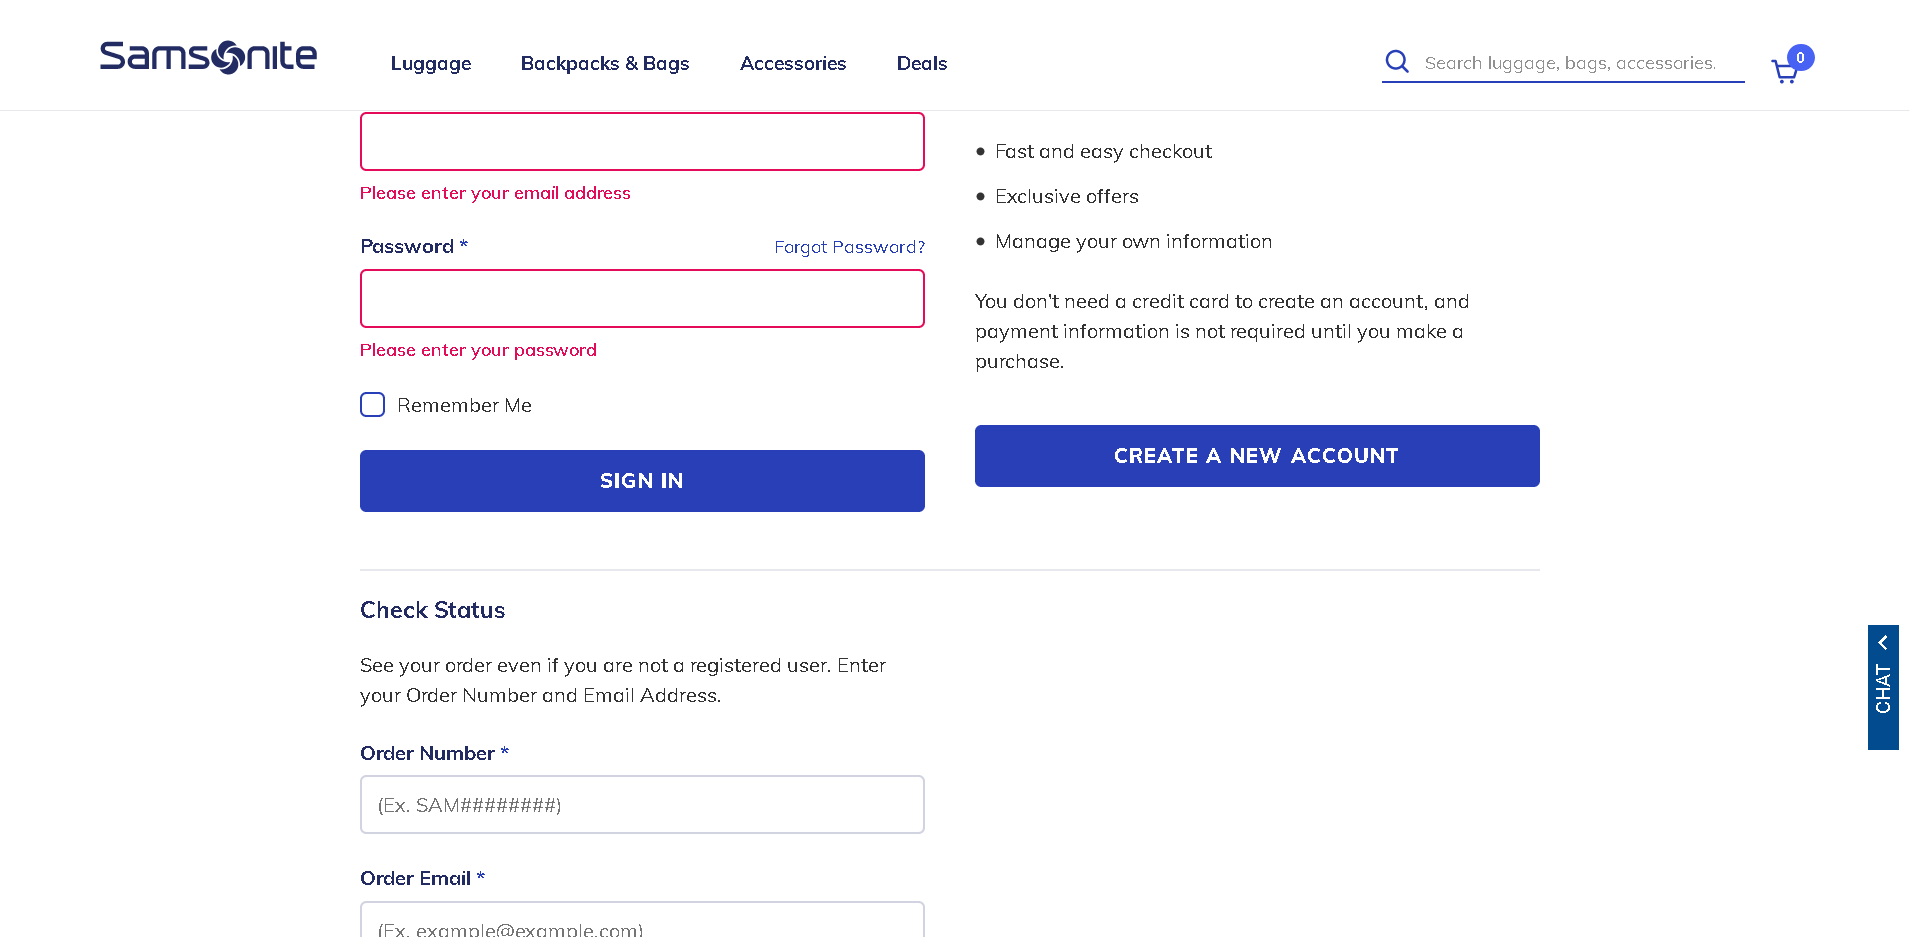 Samsonite
Luggage
Backpacks & Bags
Accessories
Deals
Search luggage, bags, accessories.
0
Please enter your email address
Password *
Forgot Password?
Please enter your password
Remember Me
SIGN IN
Fast and easy checkout
Exclusive offers
Manage your own information
You don't need a credit card to create an account, and
payment information is not required until you make a
purchase.
CREATE A NEW ACCOUNT
Check Status
See your order even if you are not a registered user. Enter
your Order Number and Email Address.
Order Number *
(Ex. SAM########)
Order Email *
(Ex. example@example.com)
CHAT